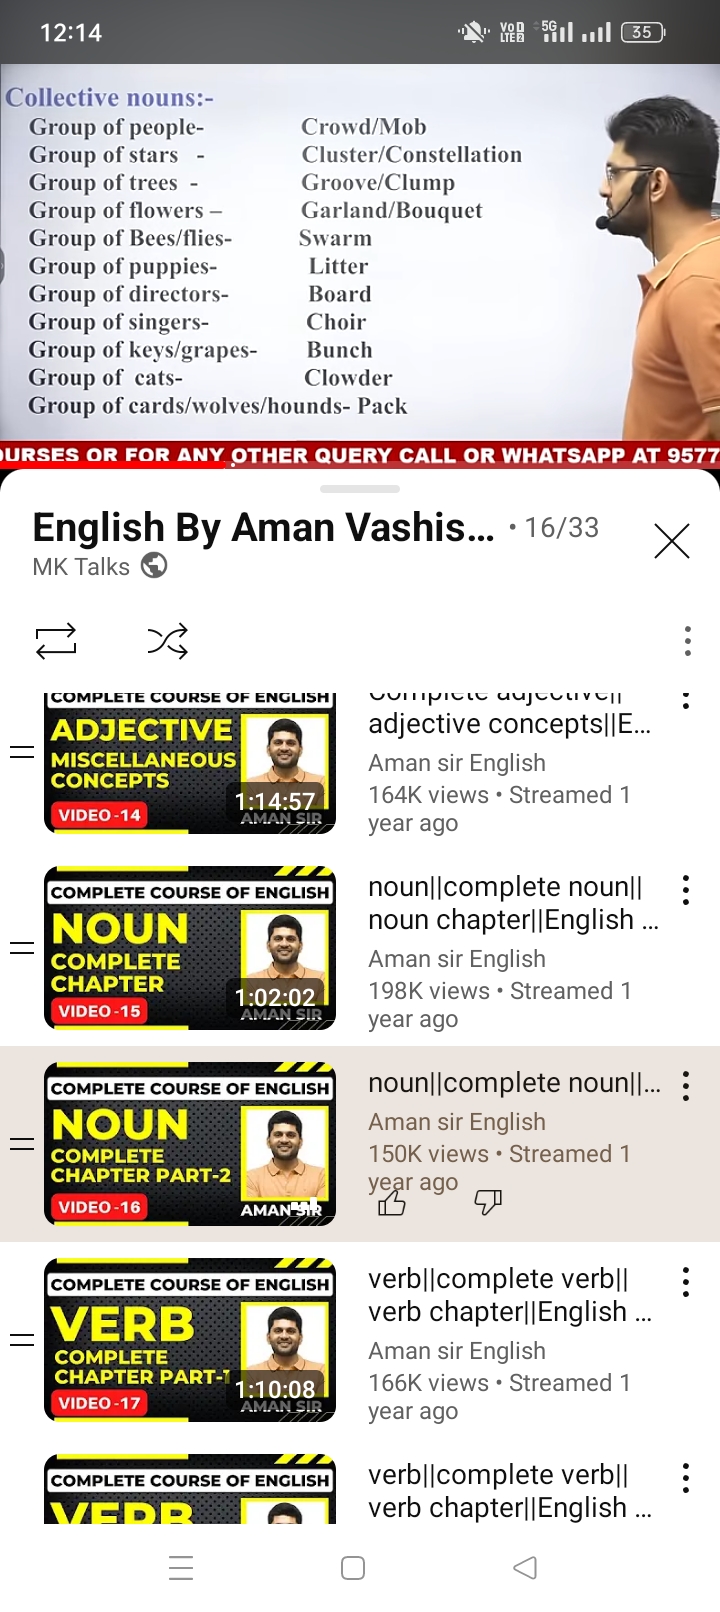 12:14
VoD
LTE2
5G
35
Collective nouns:-
Group of people- Crowd/Mob
Group of stars - Cluster/Constellation
Group of trees - Groove/Clump
Group of flowers – Garland/Bouquet
Group of Bees/flies- Swarm
Group of puppies- Litter
Group of directors- Board
Group of singers- Choir
Group of keys/grapes- Bunch
Group of cats- Clowder
Group of cards/wolves/hounds- Pack
OURSES OR FOR ANY OTHER QUERY CALL OR WHATSAPP AT 9577
English By Aman Vashis... • 16/33
MK Talks
COMPLETE COURSE OF ENGLISH
ADJECTIVE
MISCELLANEOUS
CONCEPTS
VIDEO -14
1:14:57
AMAN SIR
Complete adjective||
adjective concepts||E...
Aman sir English
164K views • Streamed 1
year ago
COMPLETE COURSE OF ENGLISH
NOUN
COMPLETE
CHAPTER
VIDEO -15
1:02:02
AMAN SIR
noun||complete noun||
noun chapter||English ...
Aman sir English
198K views • Streamed 1
year ago
COMPLETE COURSE OF ENGLISH
NOUN
COMPLETE
CHAPTER PART-2
VIDEO -16
AMAN SIR
noun||complete noun||...
Aman sir English
150K views • Streamed 1
year ago
COMPLETE COURSE OF ENGLISH
VERB
COMPLETE
CHAPTER PART-1
VIDEO -17
1:10:08
AMAN SIR
verb||complete verb||
verb chapter||English ...
Aman sir English
166K views • Streamed 1
year ago
COMPLETE COURSE OF ENGLISH
VERB
verb||complete verb||
verb chapter||English ...